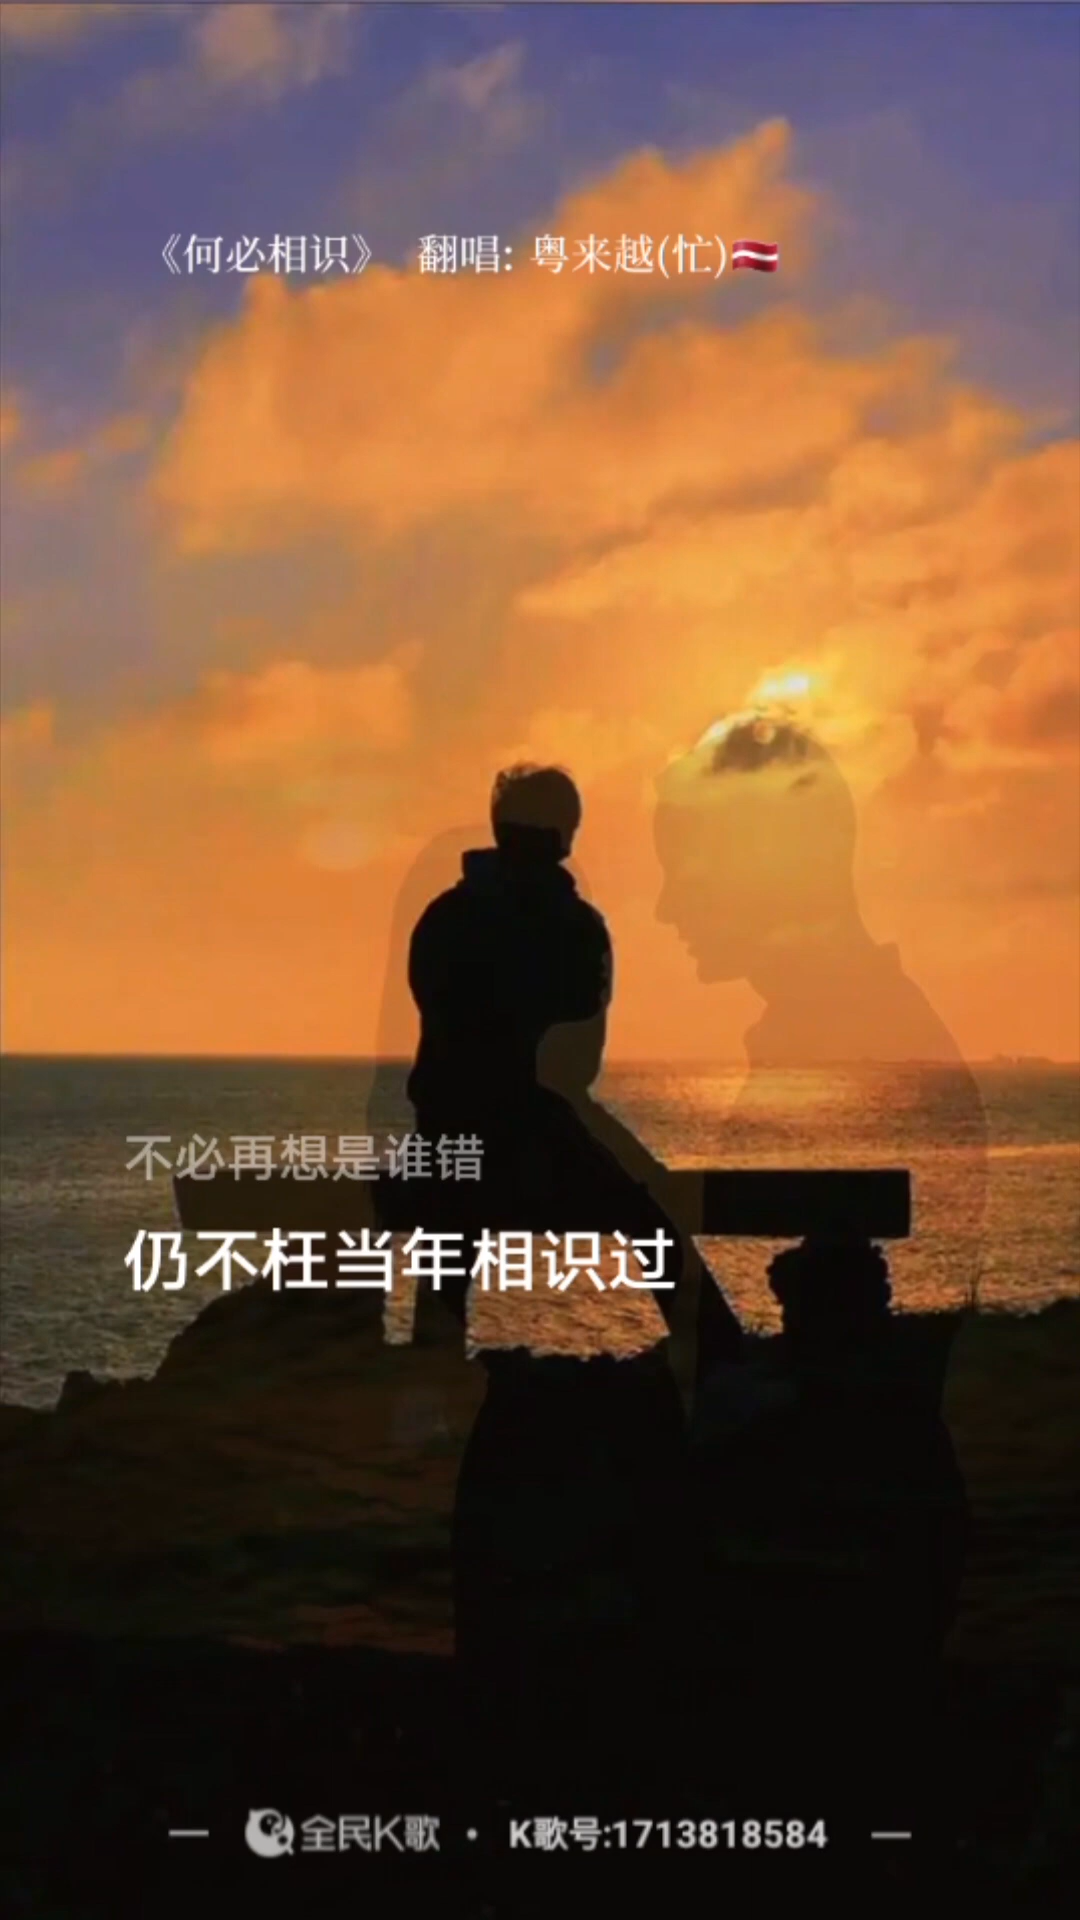 《何必相识》 翻唱: 粤来越(忙)🇱🇻
不必再想是谁错
仍不枉当年相识过
— 全民K歌 · K歌号:1713818584 —